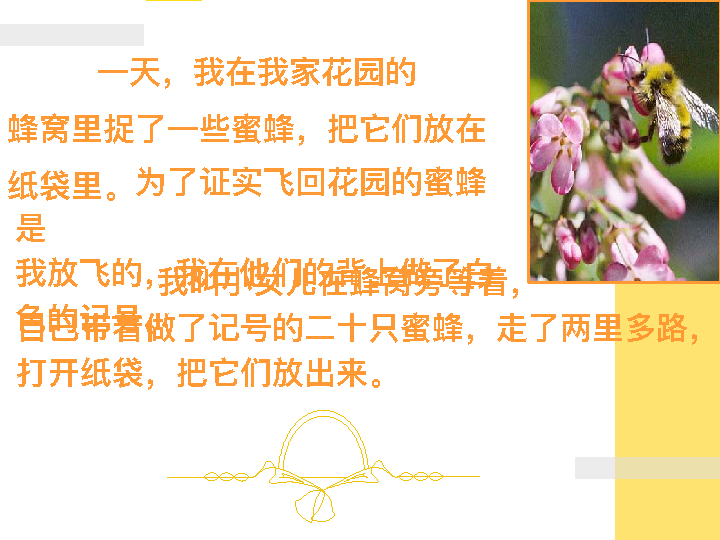 一天，我在我家花园的
蜂窝里捉了一些蜜蜂，把它们放在
纸袋里。为了证实飞回花园的蜜蜂
是
我放飞的，我在他们的背上做了白
色的记号。
我叫小女儿在蜂窝旁等着，
自己带着做了记号的二十只蜜蜂，走了两里多路，
打开纸袋，把它们放出来。